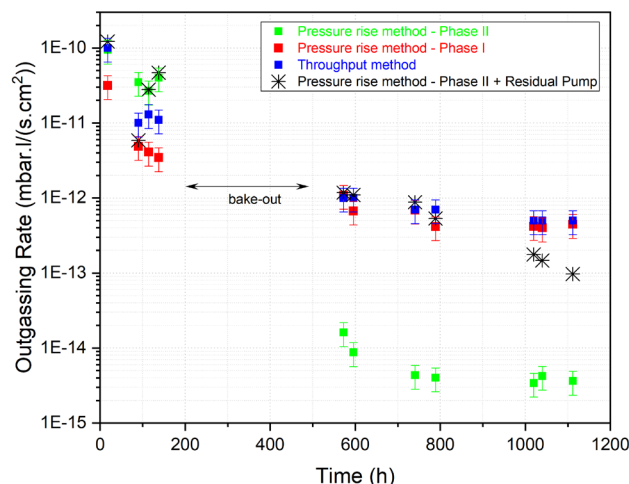 Pressure rise method - Phase II
Pressure rise method - Phase I
Throughput method
Pressure rise method - Phase II + Residual Pump
Outgassing Rate (mbar.l/(s.cm²))
1E-10
1E-11
1E-12
1E-13
1E-14
1E-15
bake-out
0 200 400 600 800 1000 1200
Time (h)